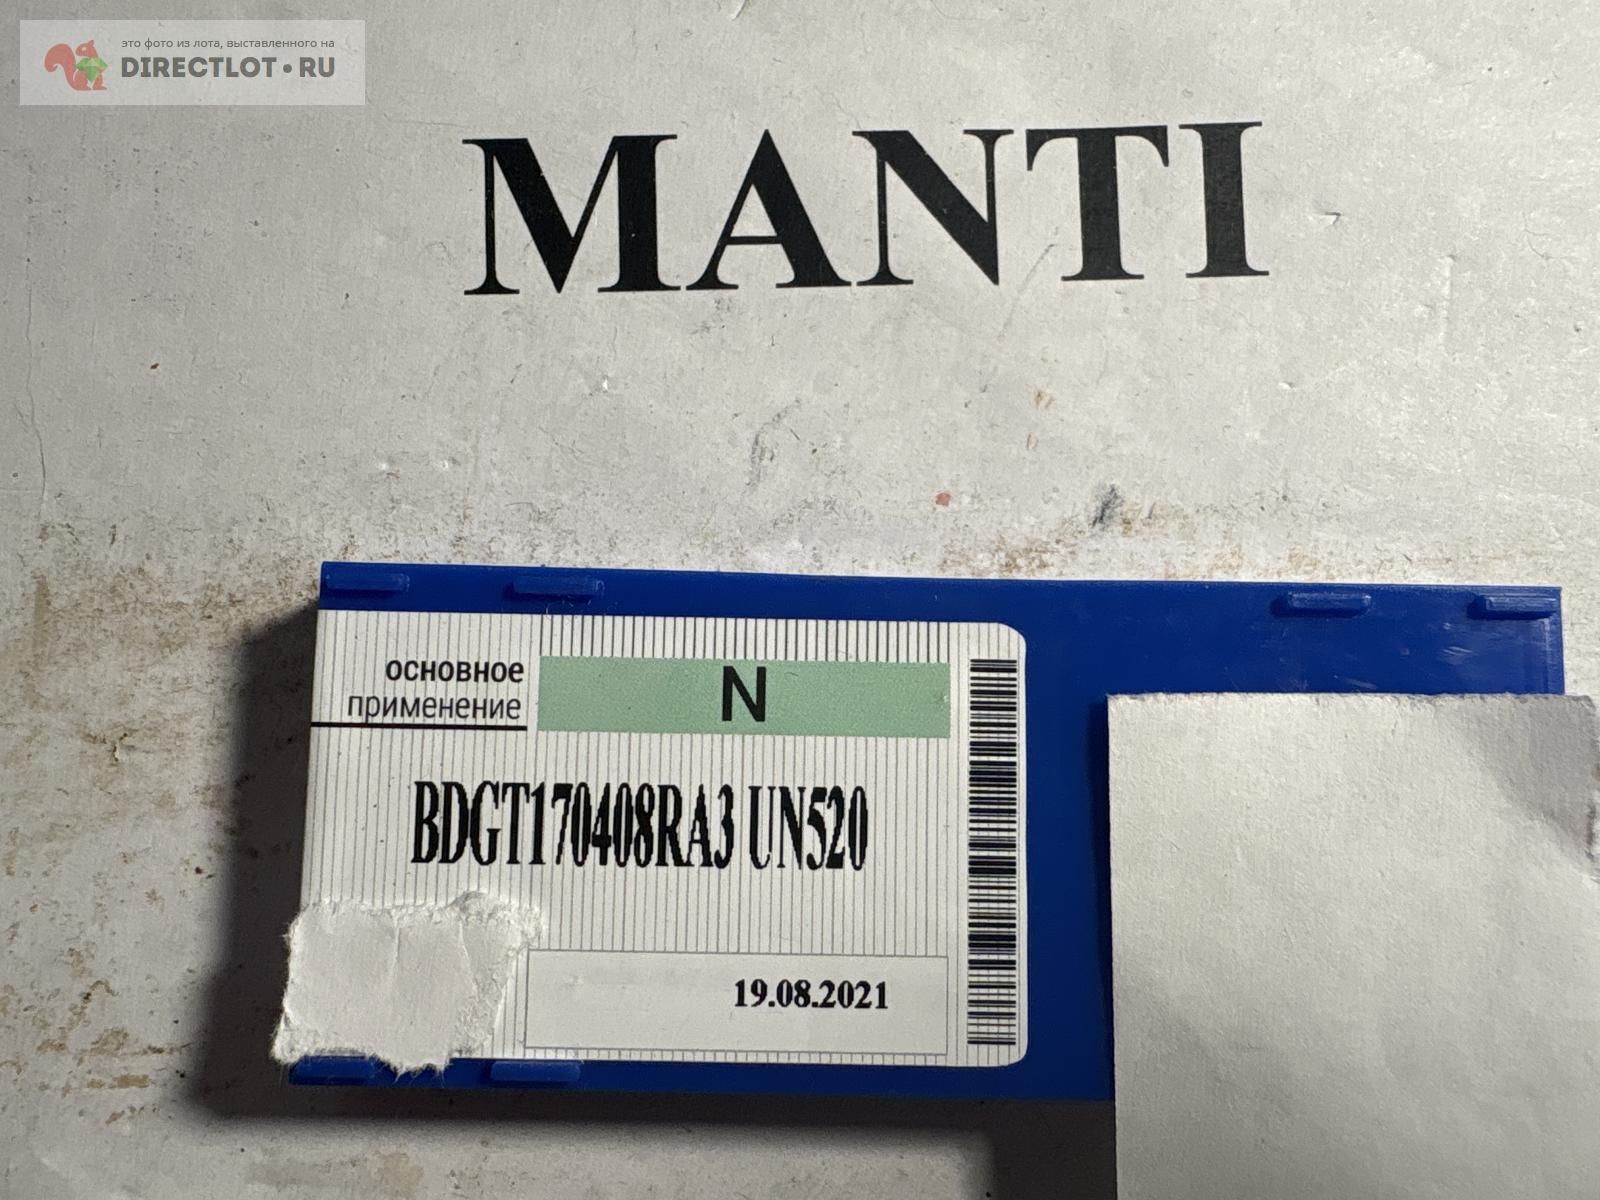 это фото из лота, выставленного на
DIRECTLOT•RU
MANTI
основное
применение
N
BDGT170408RA3 UN520
19.08.2021